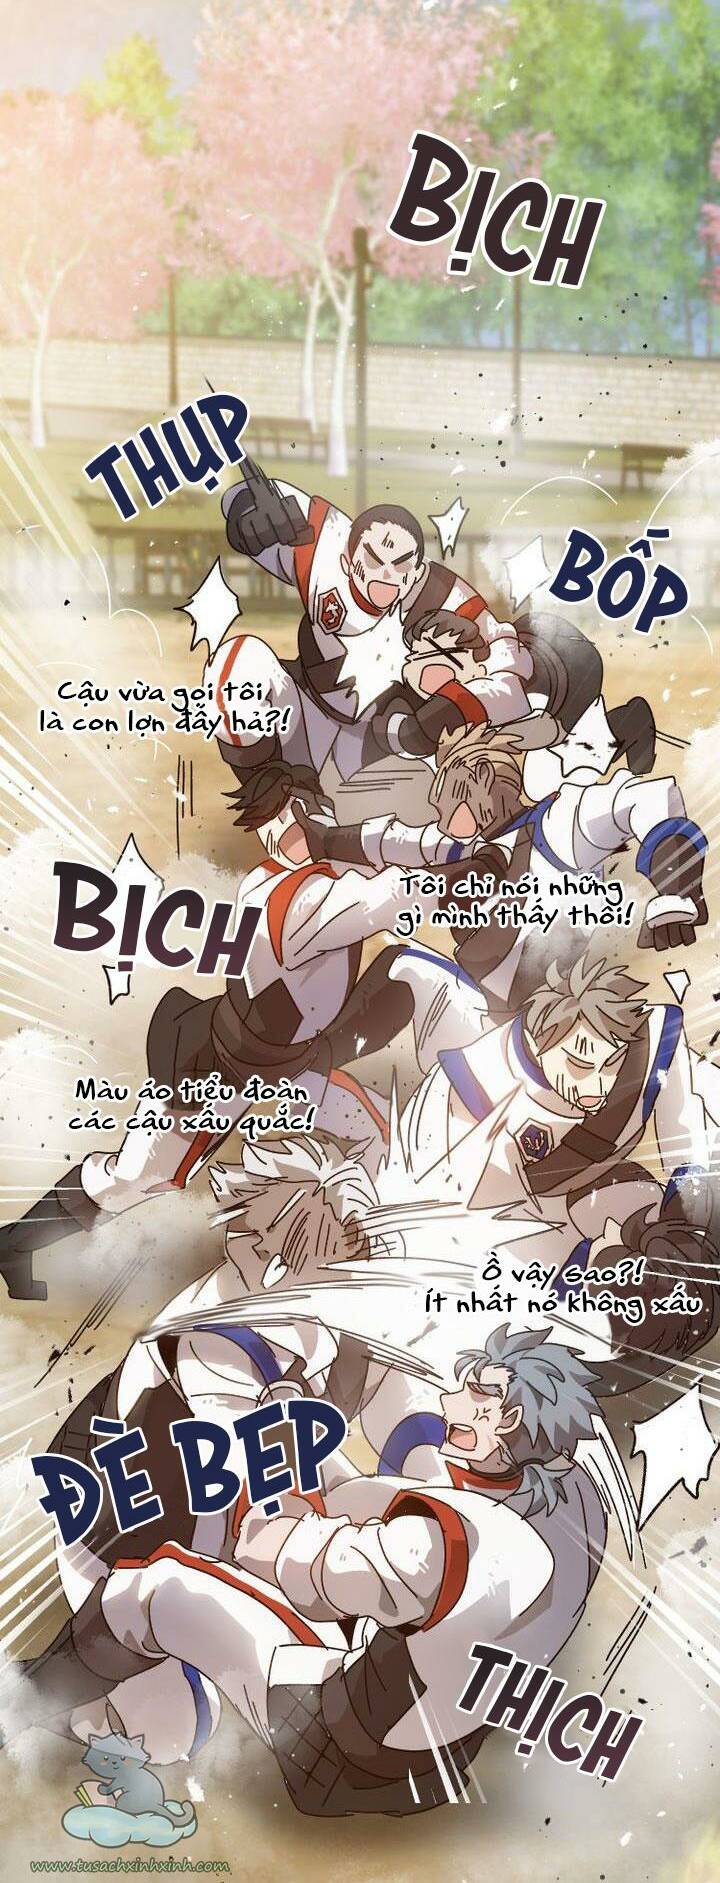 BỊCH
THỤP
BỐP
Cậu vừa gọi tôi
là con lợn đấy hả?!
BỊCH
Tôi chỉ nói những
gì mình thấy thôi!
Màu áo tiểu đoàn
các cậu xấu quắc!
Ồ vậy sao?!
Ít nhất nó không xấu
ĐÈ BẸP
THỊCH
www.tusachxinhxinh.com